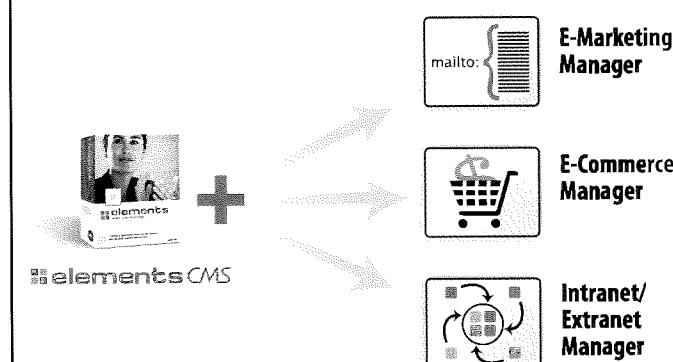 mailto:
E-Marketing
Manager
E-Commerce
Manager
elements
elements CMS
Intranet/
Extranet
Manager